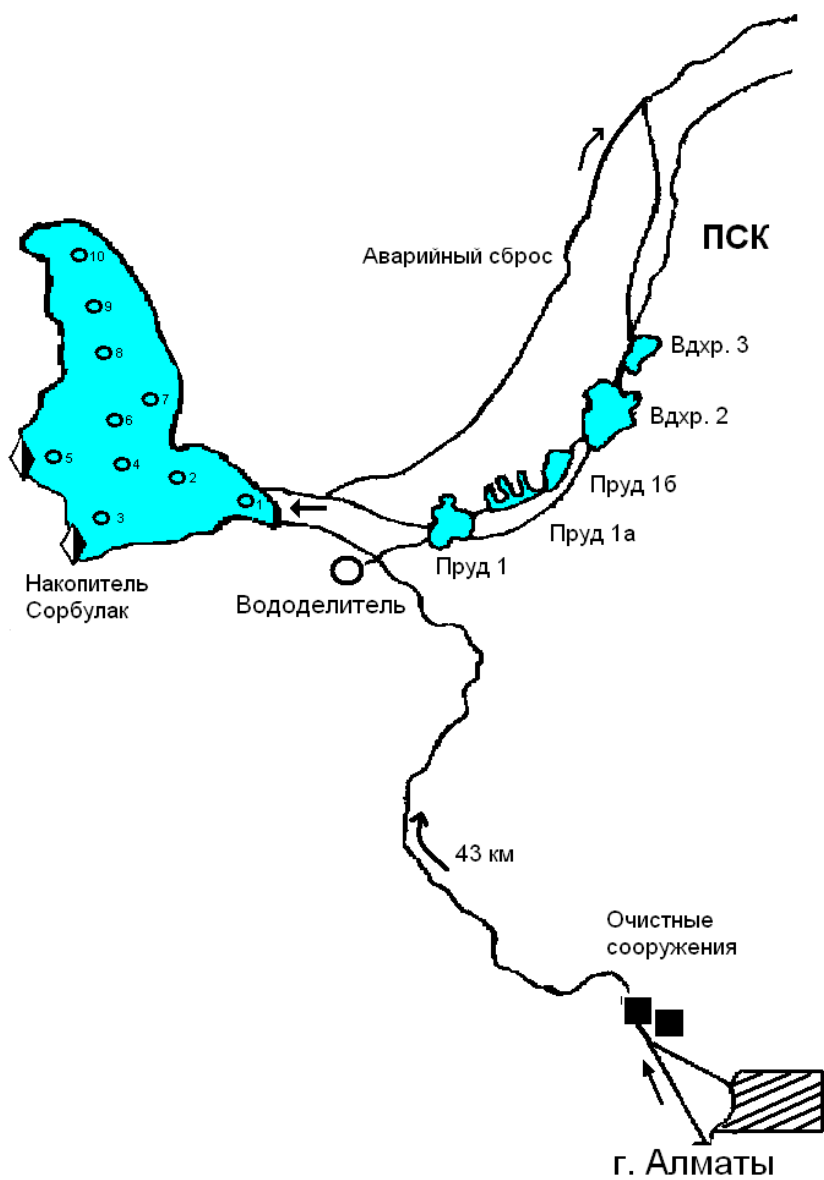 ПСК
Аварийный сброс
10
9
8
7
6
5
4
2
1
3
Вдхр. 3
Вдхр. 2
Пруд 1б
Пруд 1а
Пруд 1
Накопитель
Сорбулак
Вододелитель
43 км
Очистные
сооружения
г. Алматы